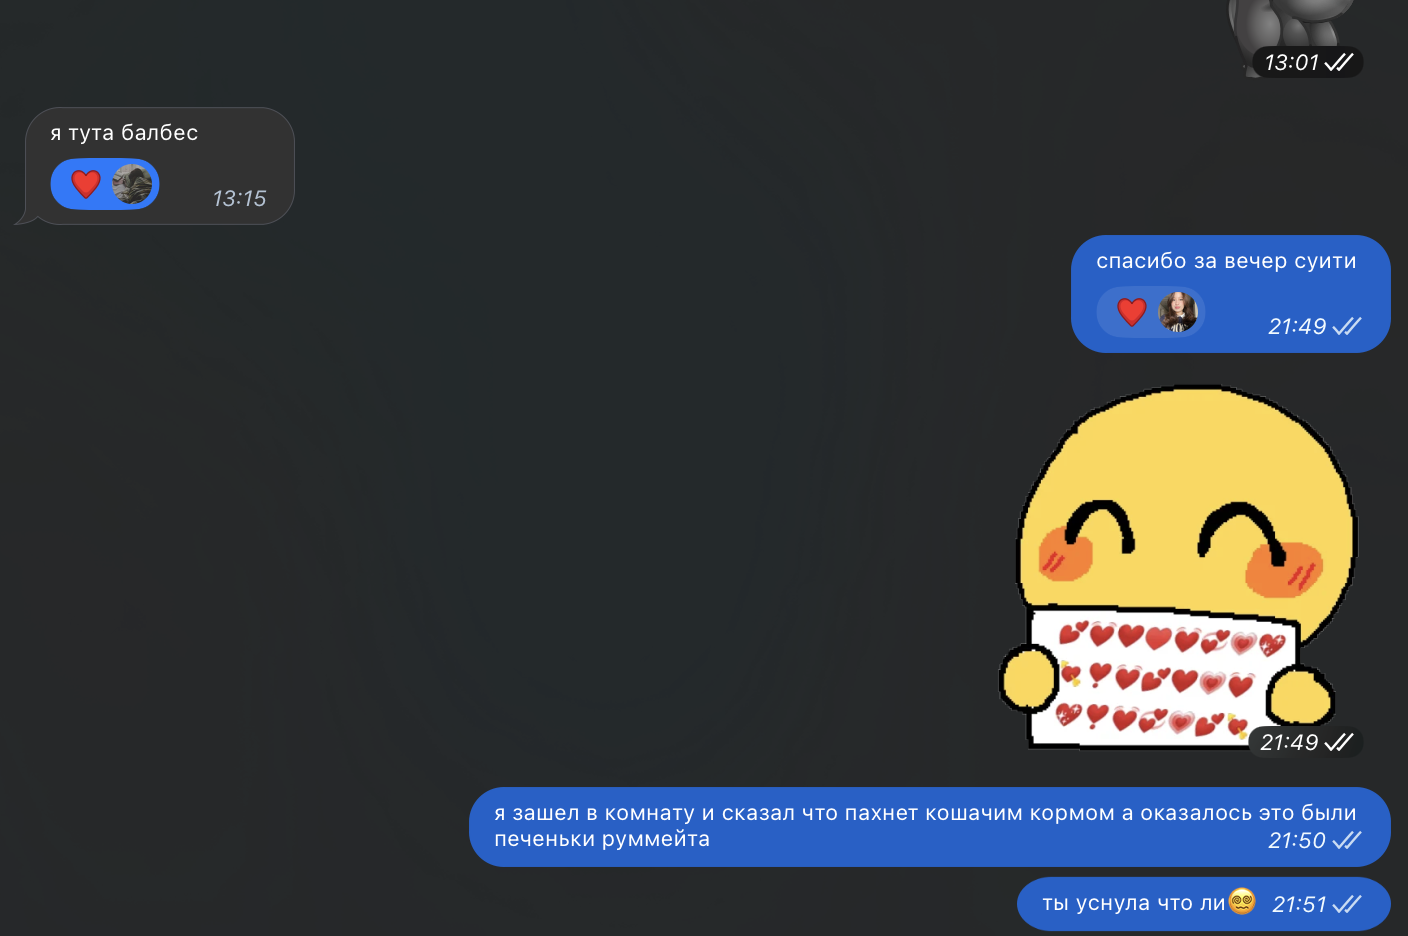 13:01
я тута балбес
13:15
спасибо за вечер суити
21:49
21:49
я зашел в комнату и сказал что пахнет кошачим кормом а оказалось это были
печеньки руммейта
21:50
ты уснула что ли😵‍💫 21:51